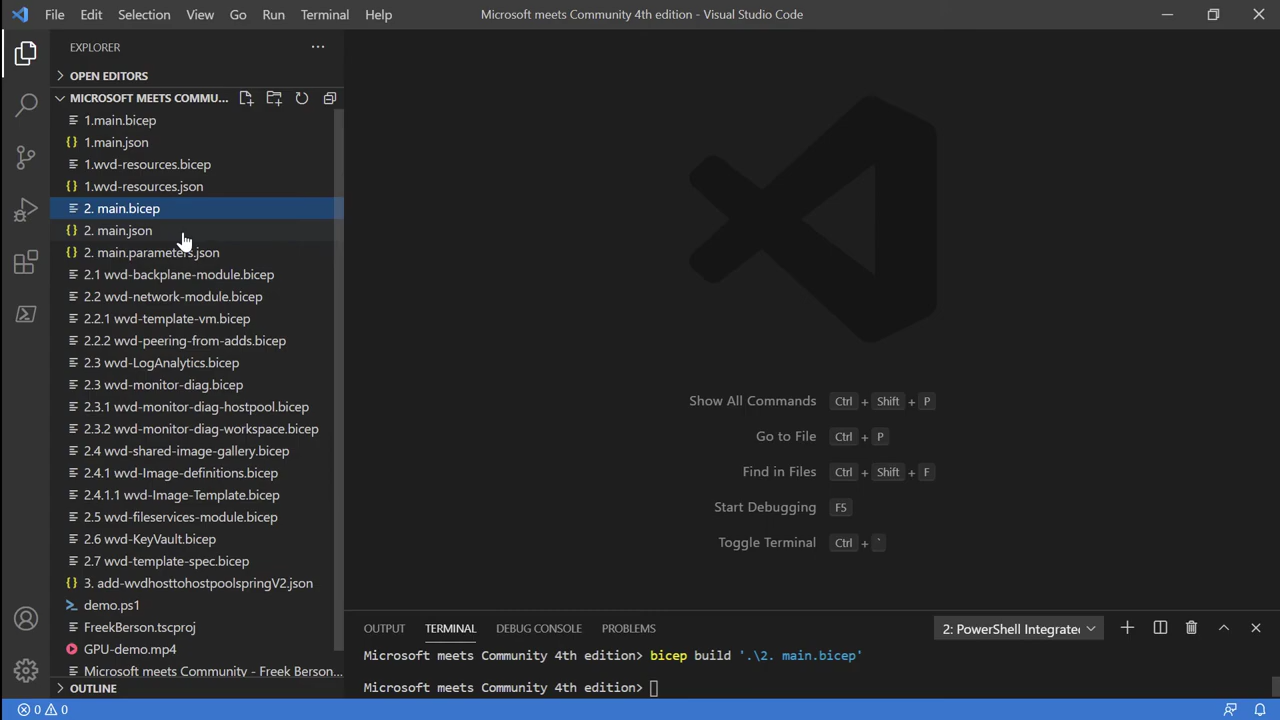 File Edit Selection View Go Run Terminal Help
Microsoft meets Community 4th edition - Visual Studio Code
EXPLORER
OPEN EDITORS
MICROSOFT MEETS COMMU...
1.main.bicep
1.main.json
1.wvd-resources.bicep
1.wvd-resources.json
2. main.bicep
2. main.json
2. main.parameters.json
2.1 wvd-backplane-module.bicep
2.2 wvd-network-module.bicep
2.2.1 wvd-template-vm.bicep
2.2.2 wvd-peering-from-adds.bicep
2.3 wvd-LogAnalytics.bicep
2.3 wvd-monitor-diag.bicep
2.3.1 wvd-monitor-diag-hostpool.bicep
2.3.2 wvd-monitor-diag-workspace.bicep
2.4 wvd-shared-image-gallery.bicep
2.4.1 wvd-Image-definitions.bicep
2.4.1.1 wvd-Image-Template.bicep
2.5 wvd-fileservices-module.bicep
2.6 wvd-KeyVault.bicep
2.7 wvd-template-spec.bicep
3. add-wvdhosttohostpoolspringV2.json
demo.ps1
FreekBerson.tscproj
GPU-demo.mp4
Microsoft meets Community - Freek Berson...
OUTLINE
Show All Commands Ctrl + Shift + P
Go to File Ctrl + P
Find in Files Ctrl + Shift + F
Start Debugging F5
Toggle Terminal Ctrl + `
OUTPUT TERMINAL DEBUG CONSOLE PROBLEMS
2: PowerShell Integrate
Microsoft meets Community 4th edition> bicep build '.\2. main.bicep'
Microsoft meets Community 4th edition>
0 0